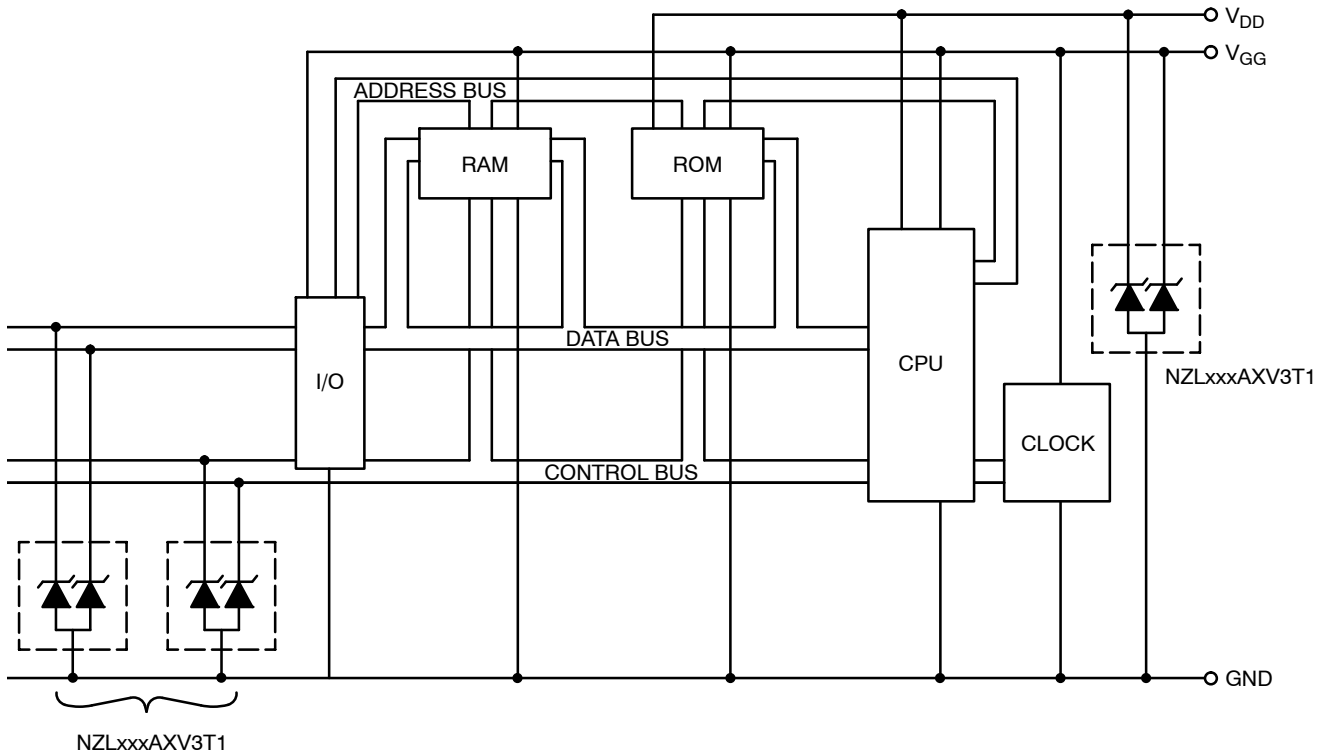 VDD
VGG
ADDRESS BUS
RAM
ROM
DATA BUS
CPU
I/O
NZLxxxAXV3T1
CLOCK
CONTROL BUS
GND
NZLxxxAXV3T1